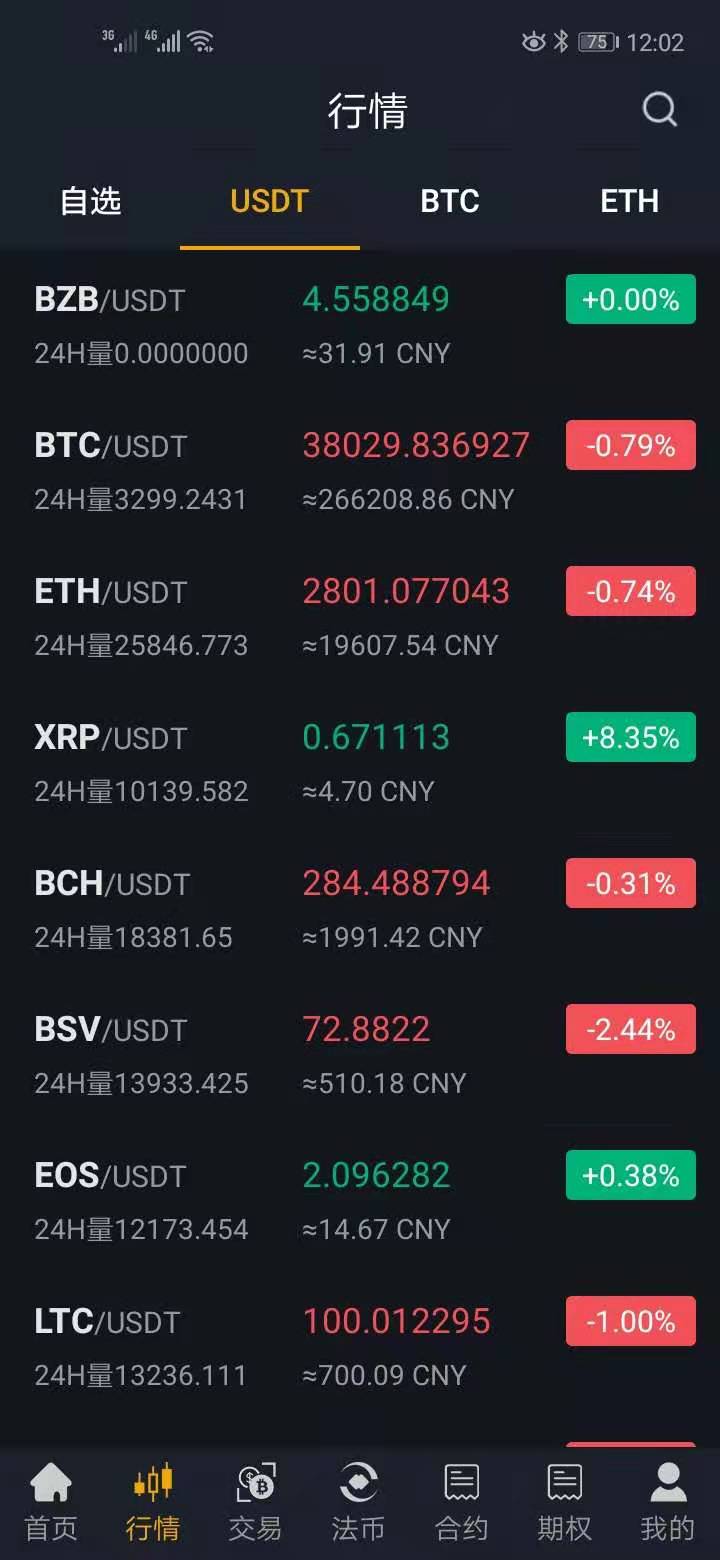 3G 4G 75 12:02
行情
自选 USDT BTC ETH
BZB/USDT 4.558849 +0.00%
24H量0.0000000 ≈31.91 CNY
BTC/USDT 38029.836927 -0.79%
24H量3299.2431 ≈266208.86 CNY
ETH/USDT 2801.077043 -0.74%
24H量25846.773 ≈19607.54 CNY
XRP/USDT 0.671113 +8.35%
24H量10139.582 ≈4.70 CNY
BCH/USDT 284.488794 -0.31%
24H量18381.65 ≈1991.42 CNY
BSV/USDT 72.8822 -2.44%
24H量13933.425 ≈510.18 CNY
EOS/USDT 2.096282 +0.38%
24H量12173.454 ≈14.67 CNY
LTC/USDT 100.012295 -1.00%
24H量13236.111 ≈700.09 CNY
首页 行情 交易 法币 合约 期权 我的